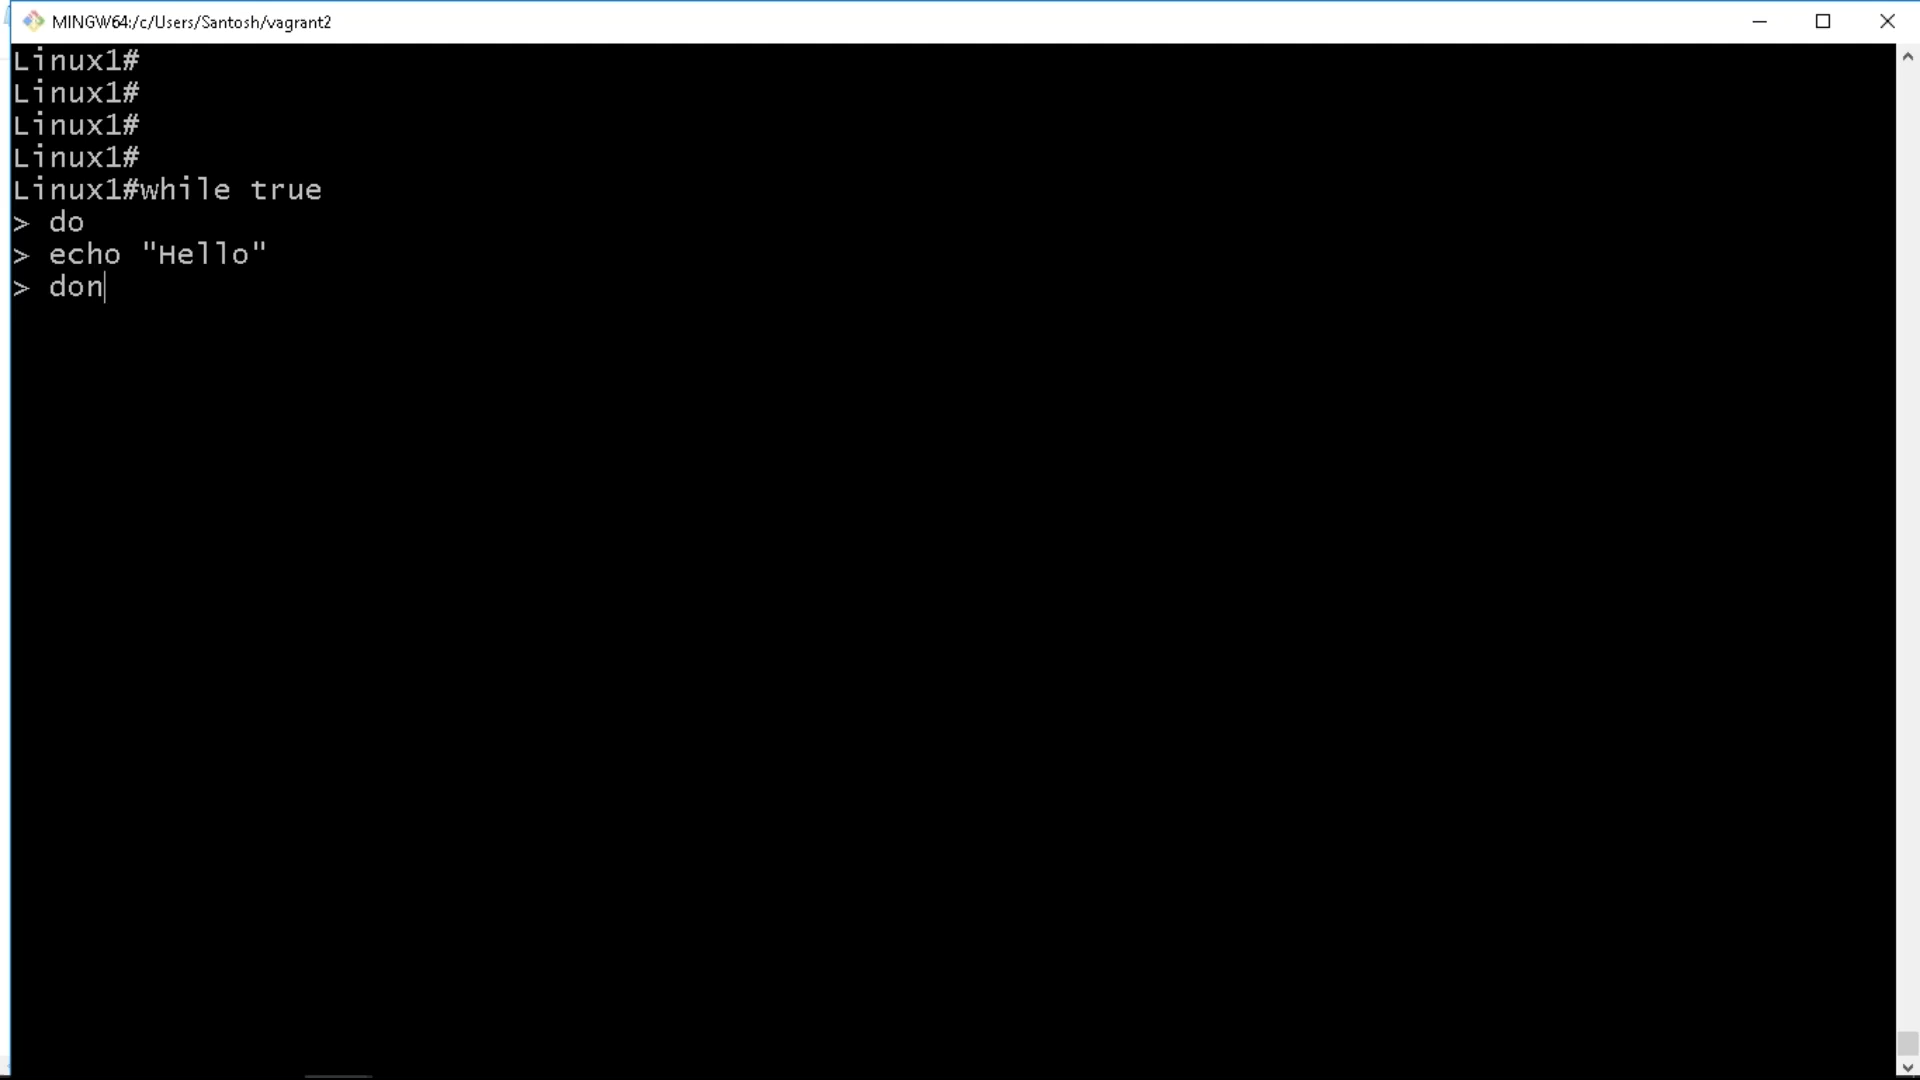 MINGW64:/c/Users/Santosh/vagrant2
Linux1#
Linux1#
Linux1#
Linux1#
Linux1#while true
> do
> echo "Hello"
> don